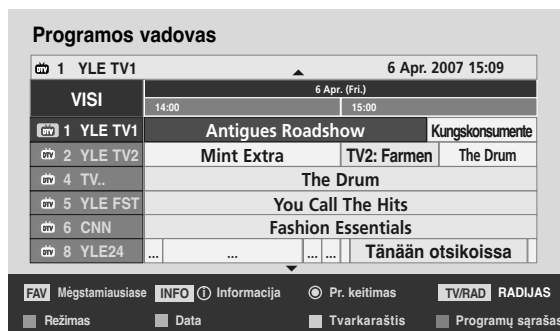 Programos vadovas
DTV 1 YLE TV1 6 Apr. 2007 15:09
VISI 6 Apr. (Fri.)
14:00 15:00
DTV 1 YLE TV1 Antigues Roadshow Kungskonsumente
DTV 2 YLE TV2 Mint Extra TV2: Farmen The Drum
DTV 4 TV.. The Drum
DTV 5 YLE FST You Call The Hits
DTV 6 CNN Fashion Essentials
DTV 8 YLE24 ... ... ... ... Tänään otsikoissa
FAV Mėgstamiausiase INFO i Informacija Pr. keitimas TV/RAD RADIJAS
Režimas Data Tvarkaraštis Programų sąrašas